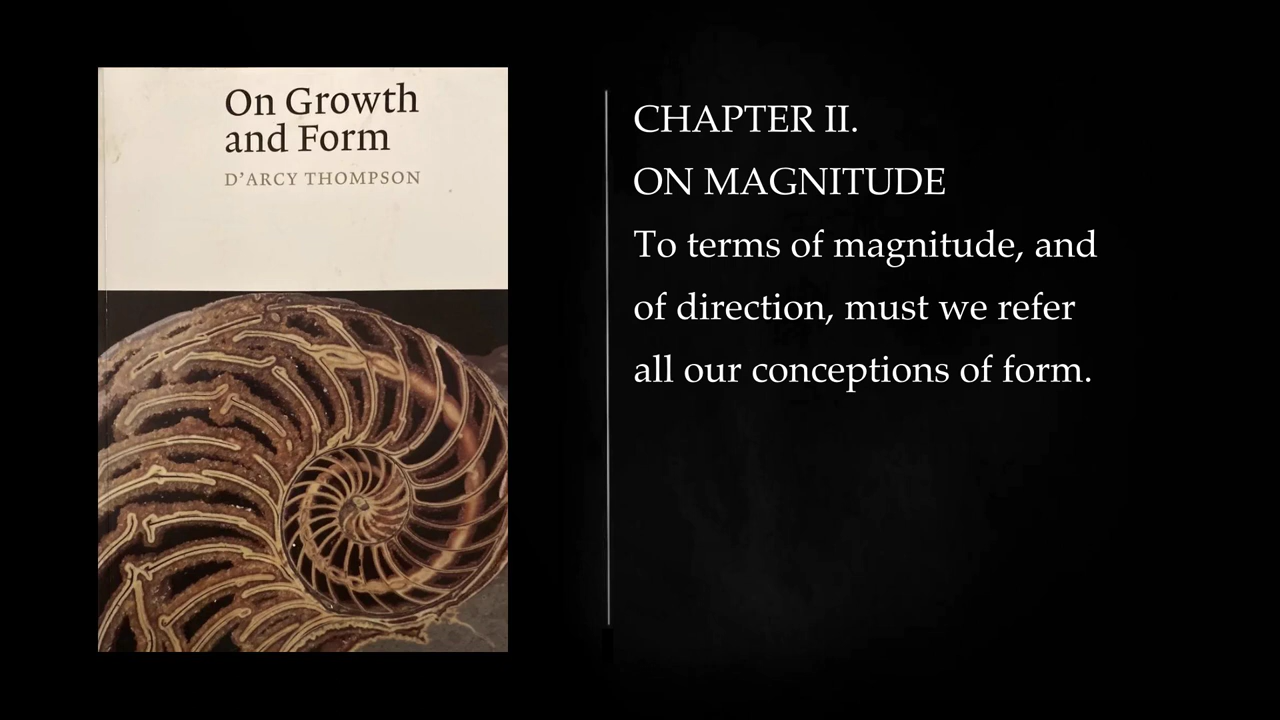 On Growth
and Form
D'ARCY THOMPSON
CHAPTER II.
ON MAGNITUDE
To terms of magnitude, and
of direction, must we refer
all our conceptions of form.